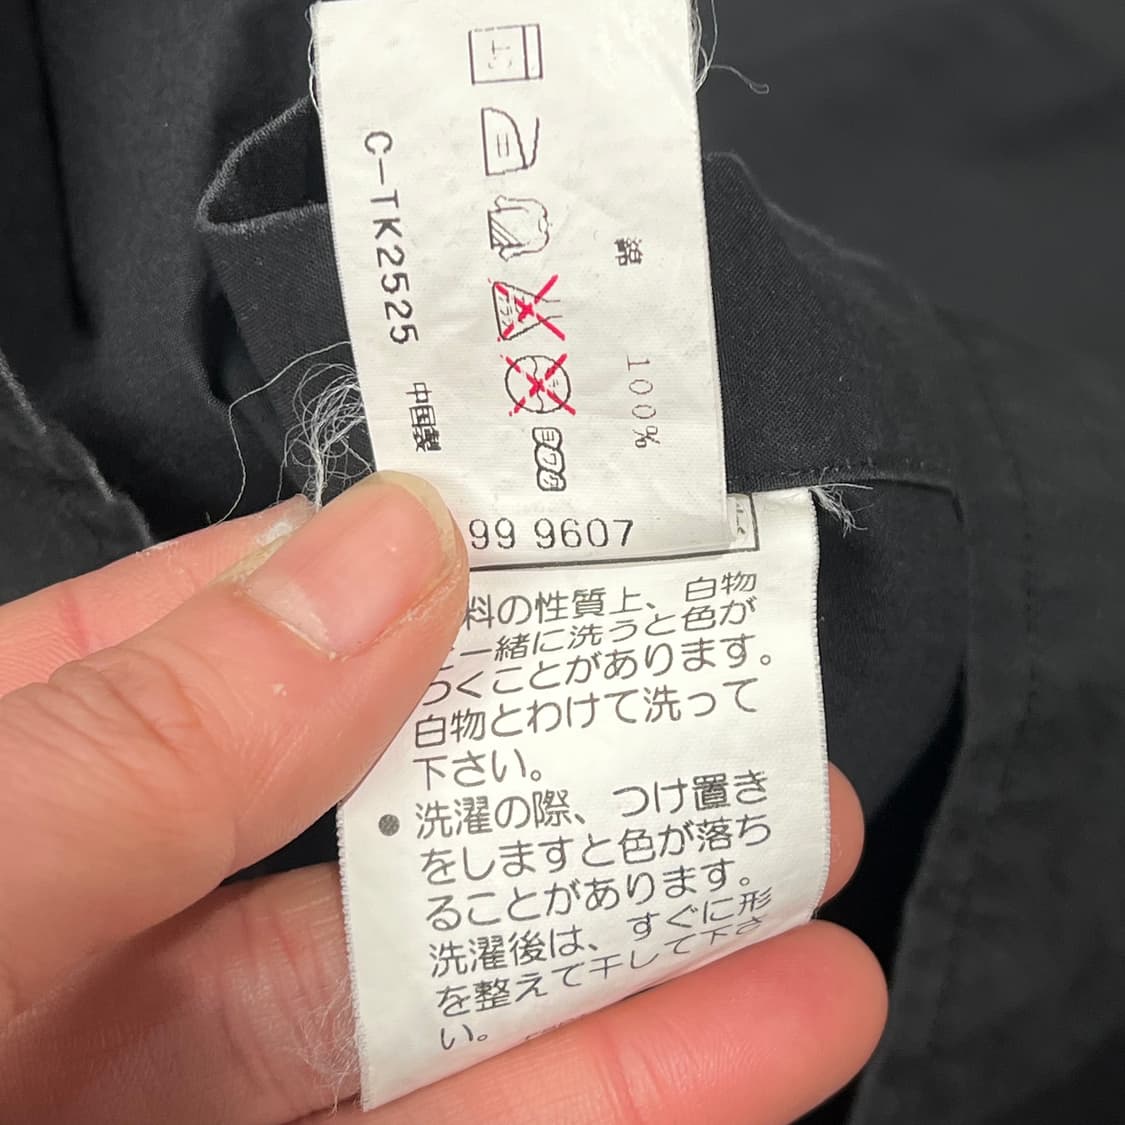 綿 100%
C-TK2525 中国製
99 9607
料の性質上、白物
一緒に洗うと色が
つくことがあります。
白物とわけて洗って
下さい。
● 洗濯の際、つけ置き
をしますと色が落ち
ることがあります。
洗濯後は、すぐに形
を整えて干して下さ
い。